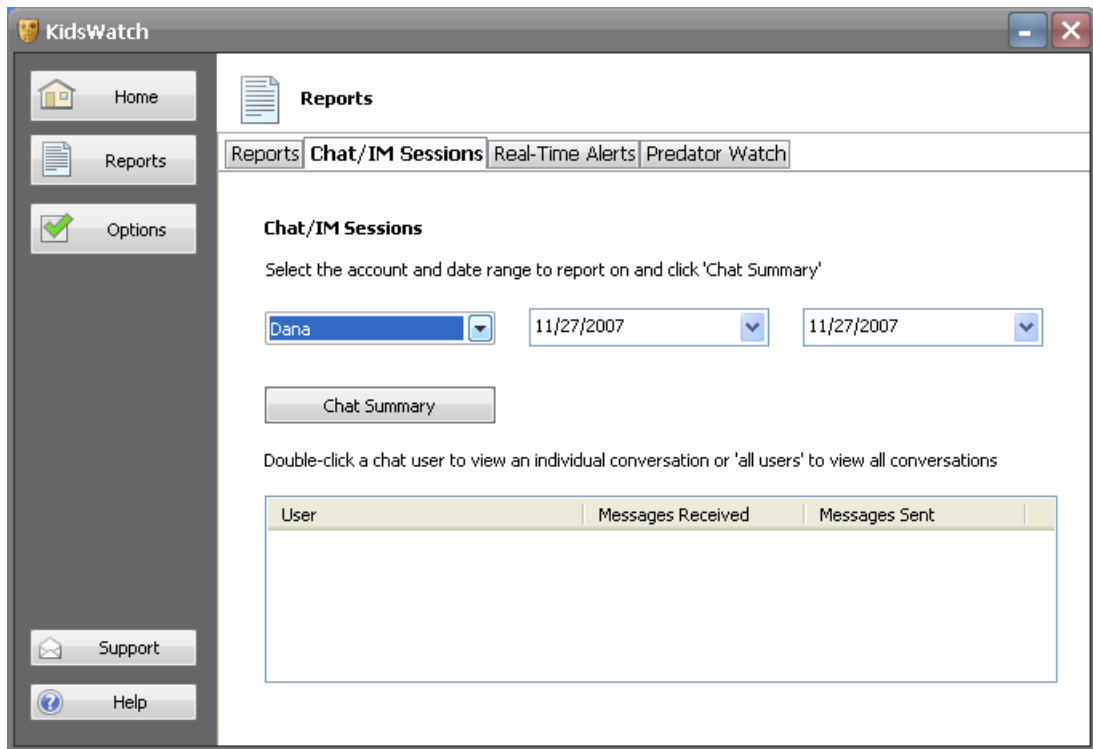 KidsWatch
Home
Reports
Options
Support
Help
Reports
Reports Chat/IM Sessions Real-Time Alerts Predator Watch
Chat/IM Sessions
Select the account and date range to report on and click 'Chat Summary'
Dana 11/27/2007 11/27/2007
Chat Summary
Double-click a chat user to view an individual conversation or 'all users' to view all conversations
User Messages Received Messages Sent